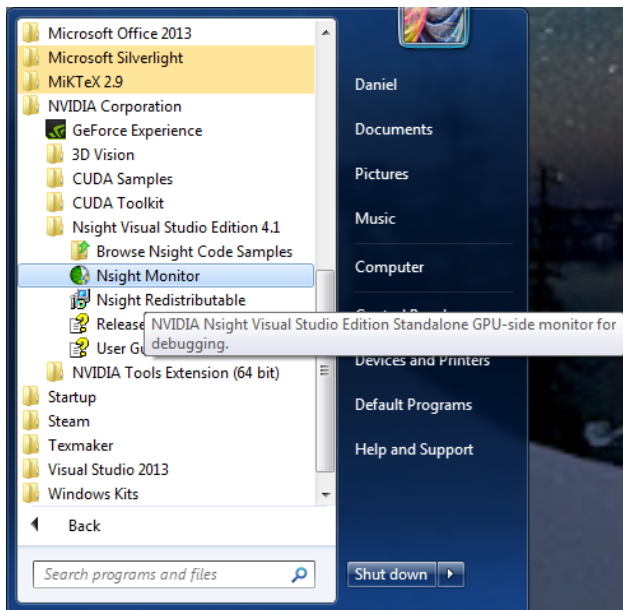 Microsoft Office 2013
Microsoft Silverlight
MiKTeX 2.9
NVIDIA Corporation
GeForce Experience
3D Vision
CUDA Samples
CUDA Toolkit
Nsight Visual Studio Edition 4.1
Browse Nsight Code Samples
Nsight Monitor
Nsight Redistributable
Release
User Gu
NVIDIA Nsight Visual Studio Edition Standalone GPU-side monitor for
debugging.
NVIDIA Tools Extension (64 bit)
Startup
Steam
Texmaker
Visual Studio 2013
Windows Kits
Back
Search programs and files
Daniel
Documents
Pictures
Music
Computer
Devices and Printers
Default Programs
Help and Support
Shut down